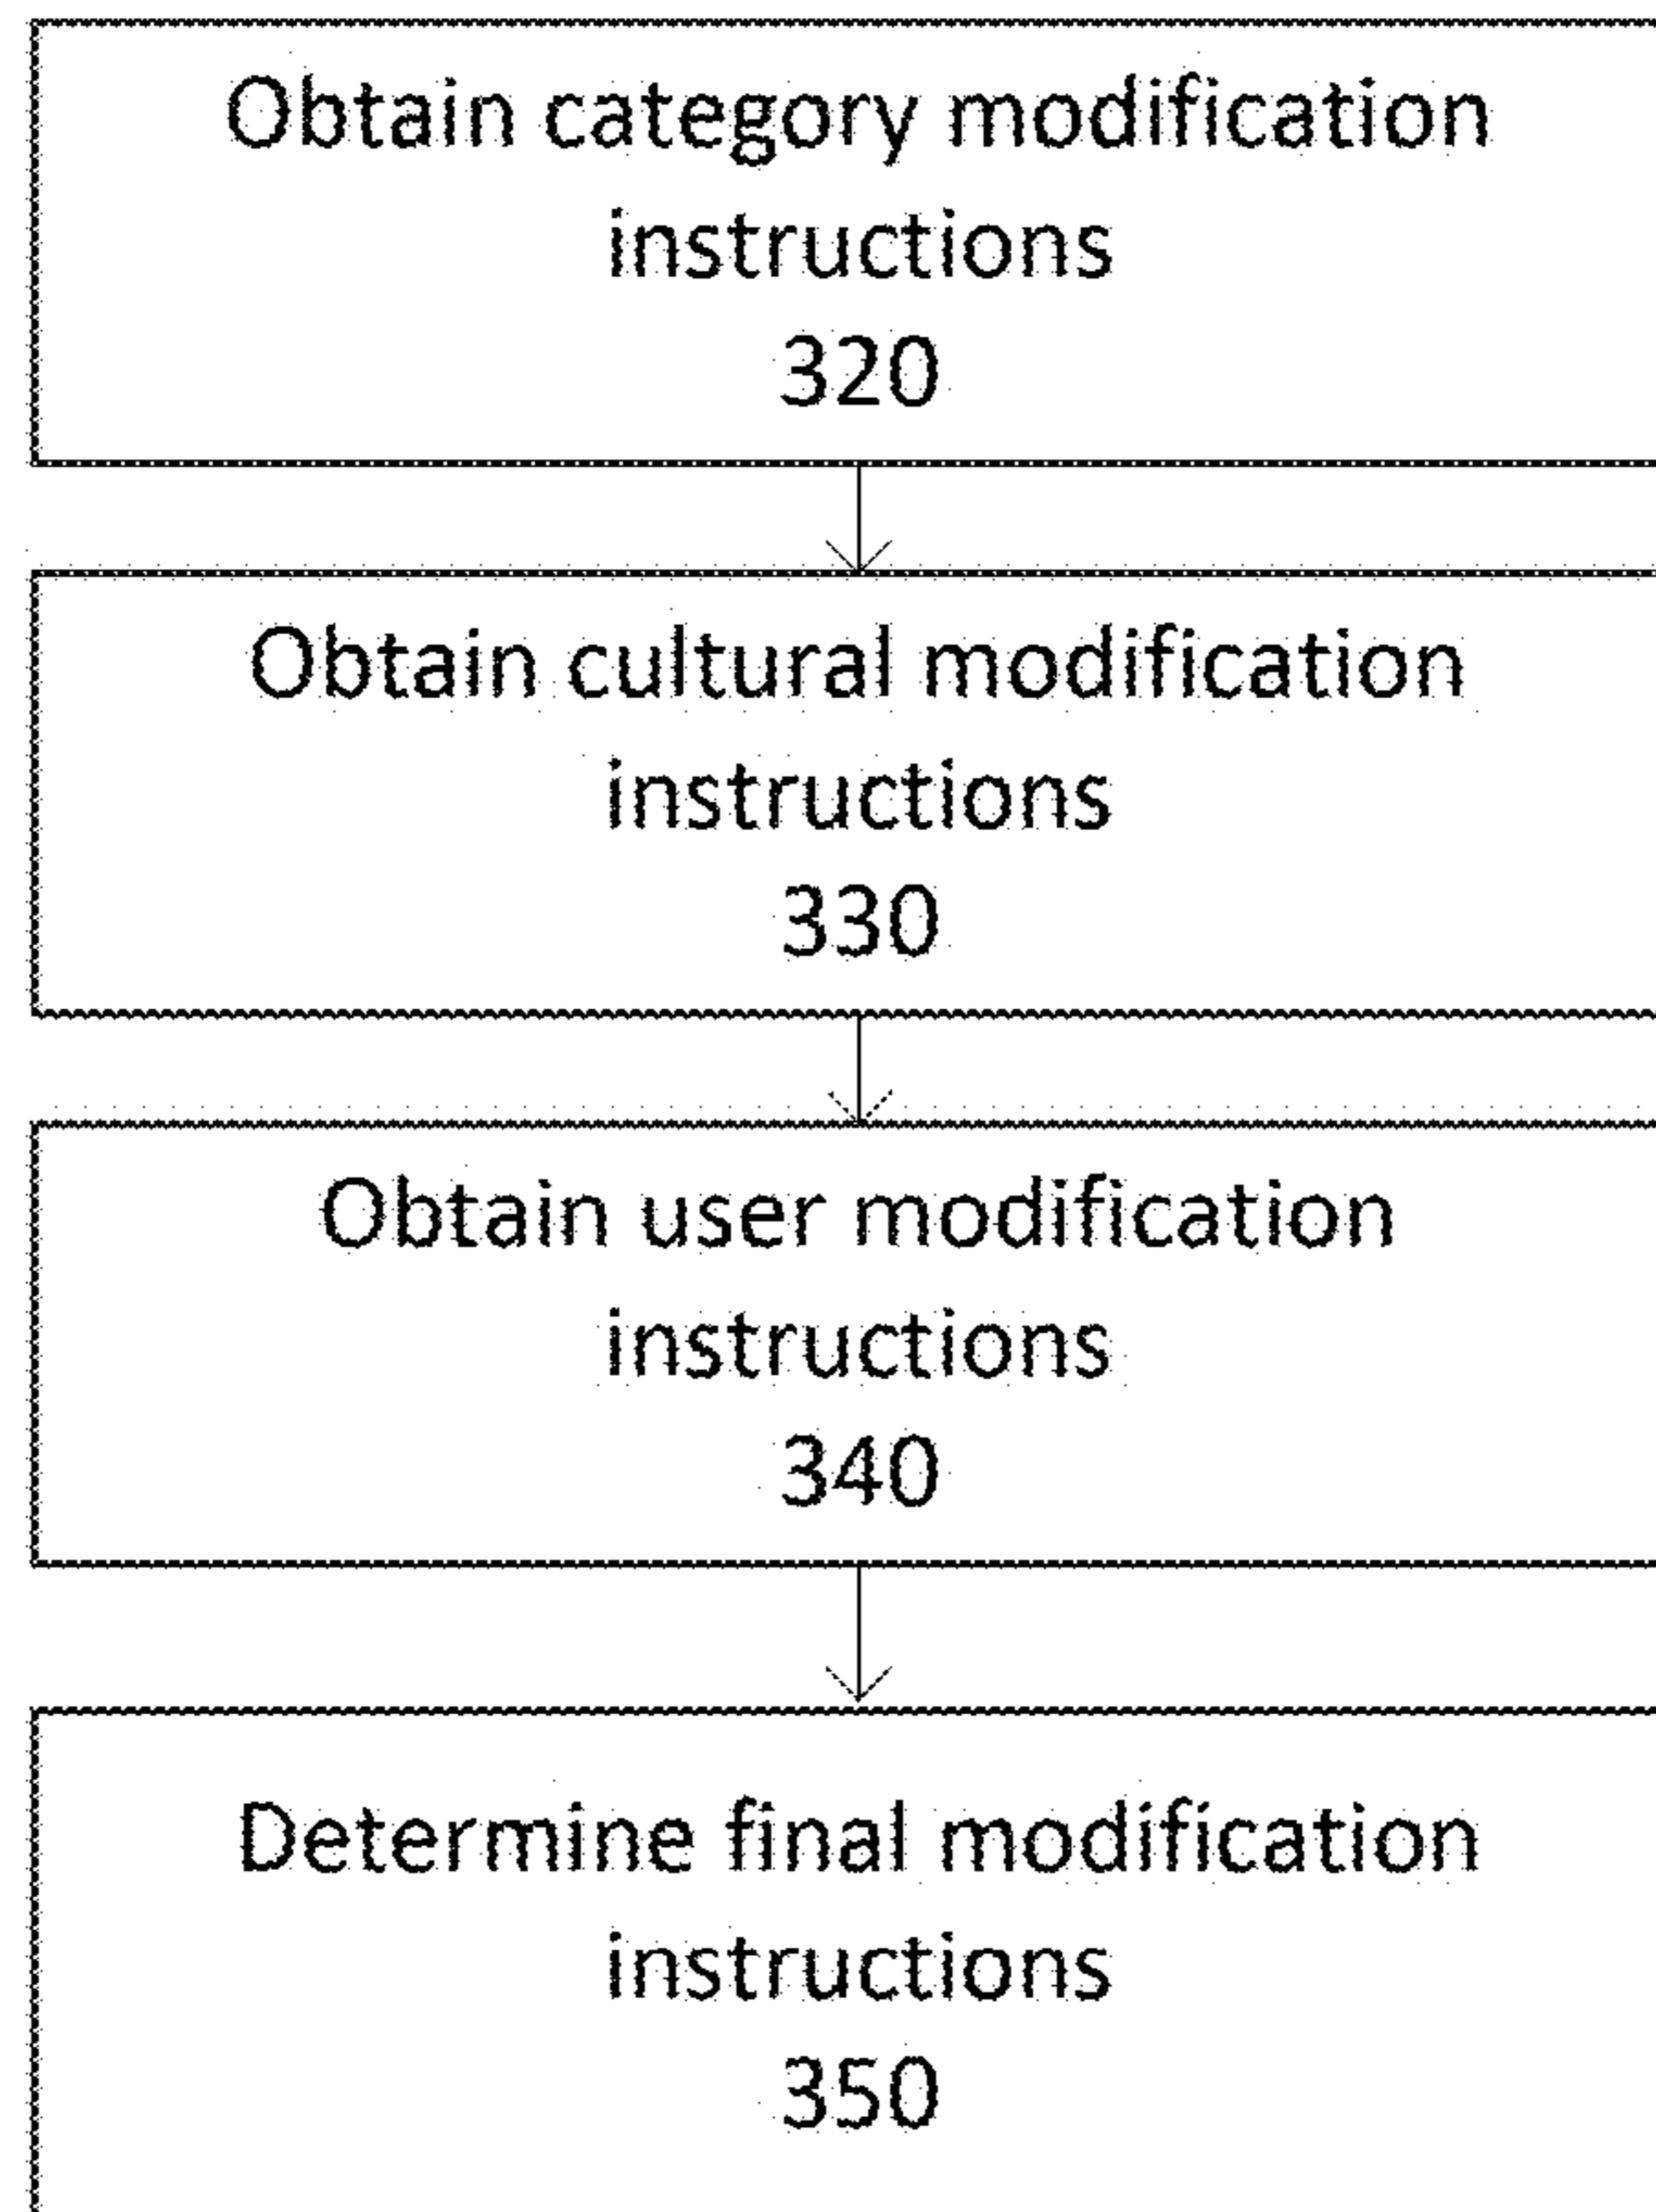 Obtain category modification
instructions
320
Obtain cultural modification
instructions
330
Obtain user modification
instructions
340
Determine final modification
instructions
350